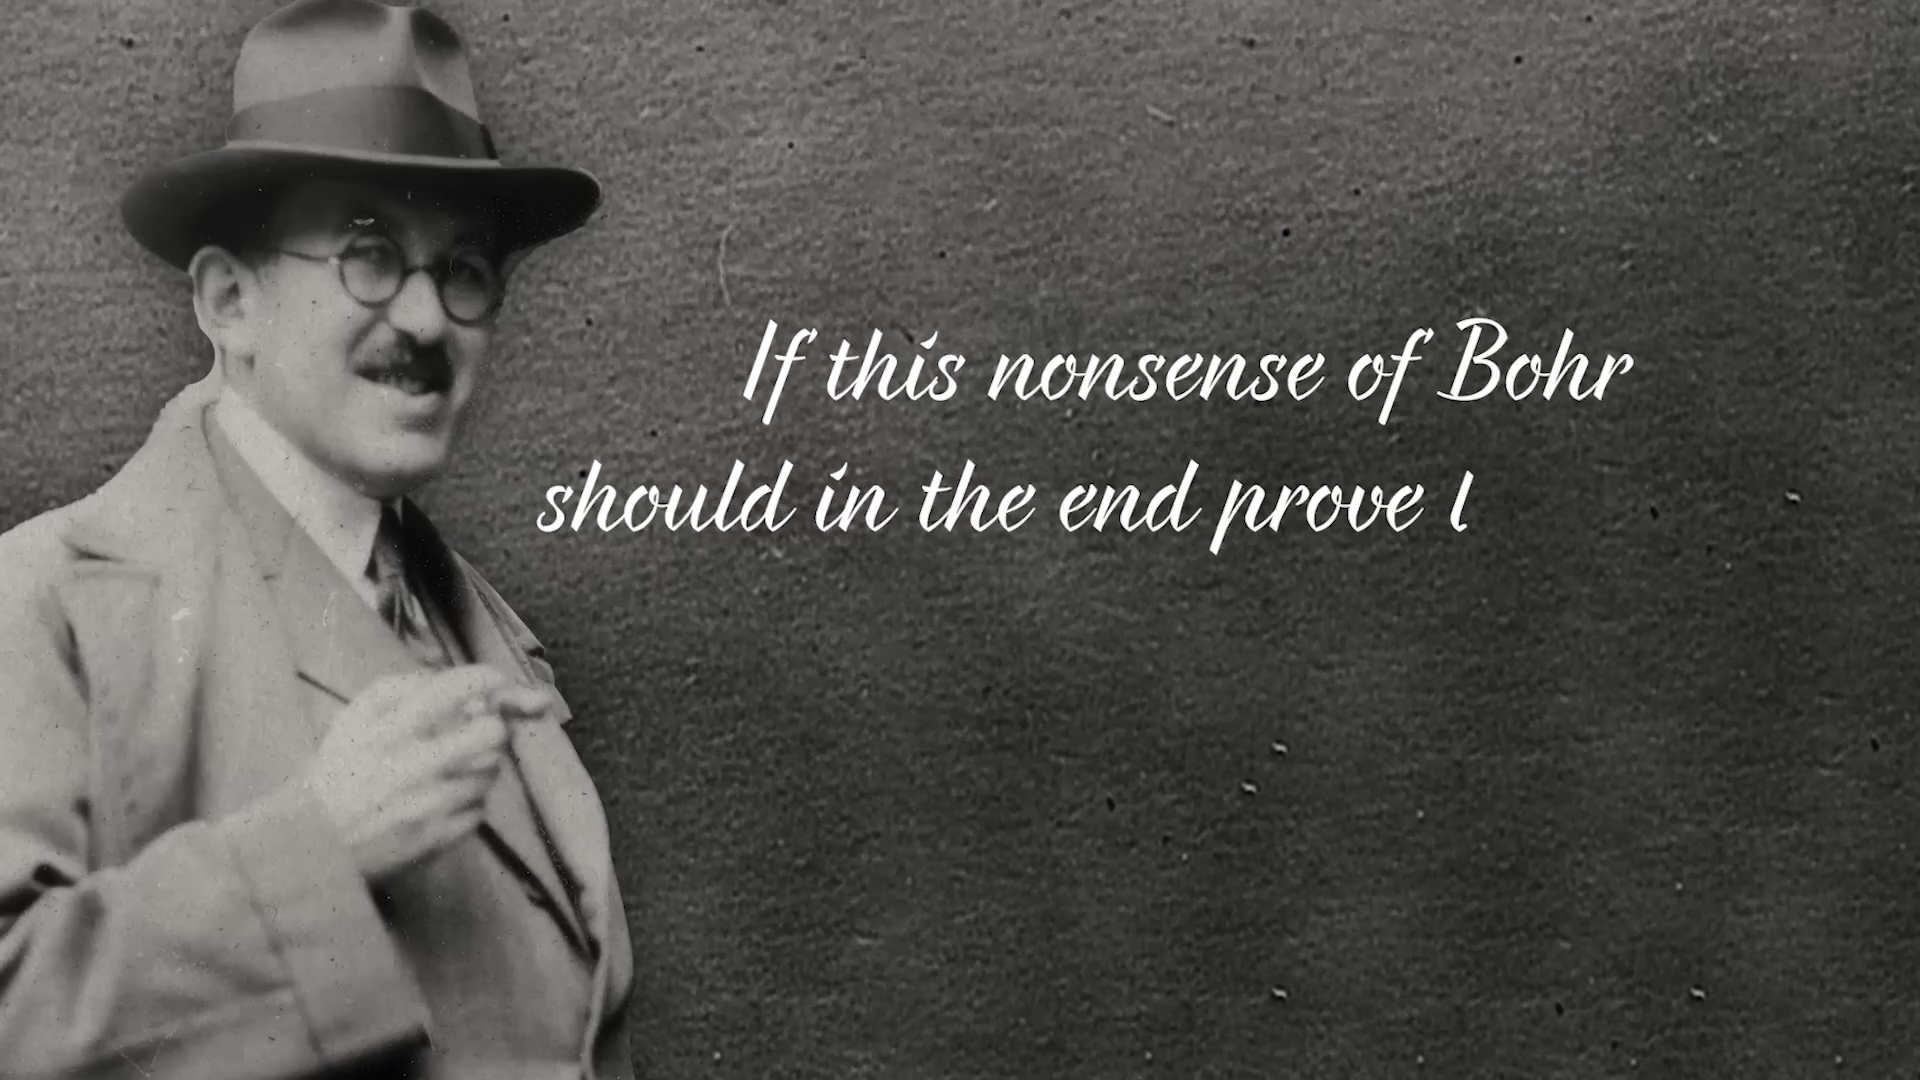 If this nonsense of Bohr
should in the end prove